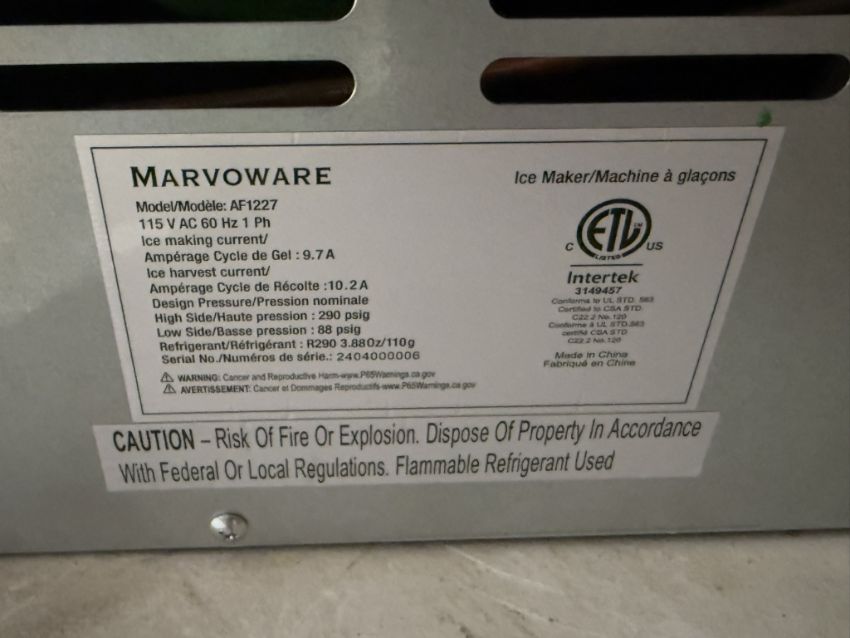 MARVOWARE
Ice Maker/Machine à glaçons
Model/Modèle: AF1227
115 V AC 60 Hz 1 Ph
Ice making current/
Ampérage Cycle de Gel : 9.7 A
Ice harvest current/
Ampérage Cycle de Récolte : 10.2 A
Design Pressure/Pression nominale
High Side/Haute pression : 290 psig
Low Side/Basse pression : 88 psig
Refrigerant/Réfrigérant : R290 3.88Oz/110g
Serial No./Numéros de série.: 2404000006
WARNING: Cancer and Reproductive Harm-www.P65Warnings.ca.gov
AVERTISSEMENT: Cancer et Dommages Reproductifs-www.P65Warnings.ca.gov
ETL
LISTED
C US
Intertek
3149457
Conforms to UL STD. 563
Certified to CSA STD.
C22.2 No.120
Conforme à UL STD.563
certifié CSA STD
C22.2 No.120
Made in China
Fabriqué en Chine
CAUTION – Risk Of Fire Or Explosion. Dispose Of Property In Accordance
With Federal Or Local Regulations. Flammable Refrigerant Used